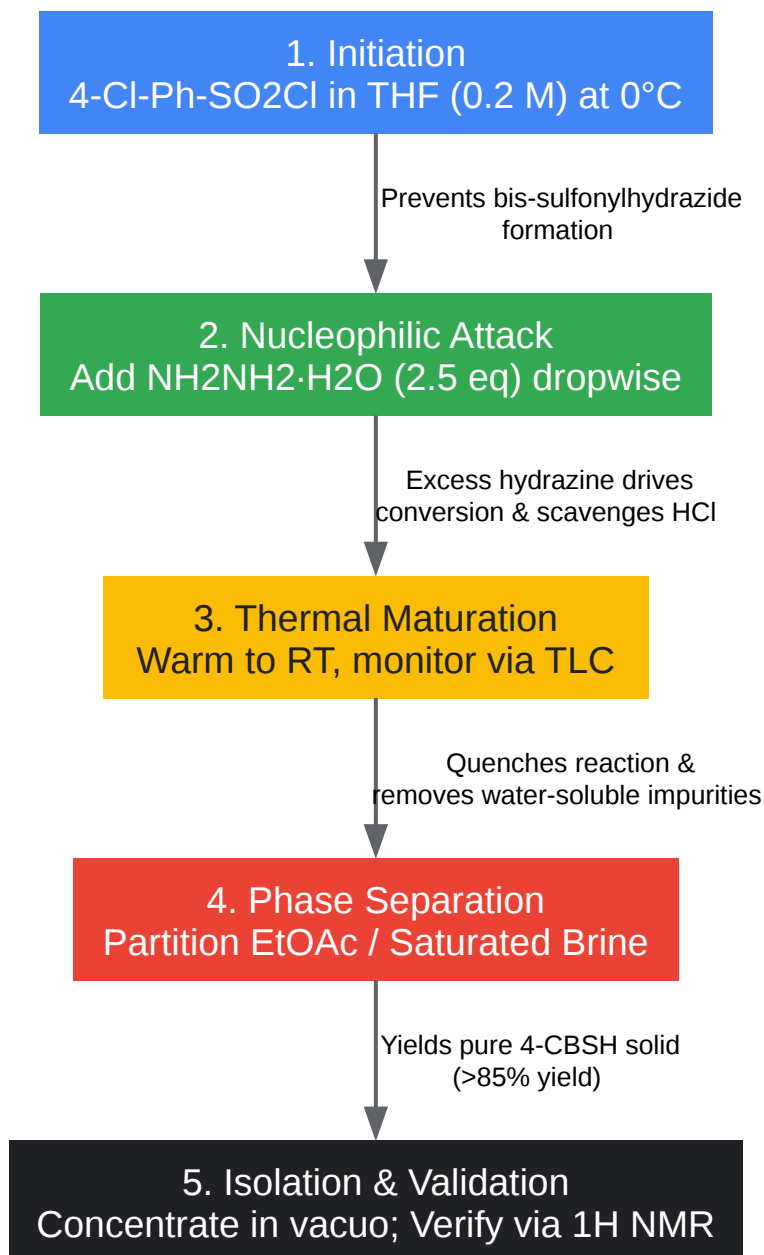 1. Initiation
4-Cl-Ph-SO2Cl in THF (0.2 M) at 0°C
Prevents bis-sulfonylhydrazide
formation
2. Nucleophilic Attack
Add NH2NH2·H2O (2.5 eq) dropwise
Excess hydrazine drives
conversion & scavenges HCl
3. Thermal Maturation
Warm to RT, monitor via TLC
Quenches reaction &
removes water-soluble impurities
4. Phase Separation
Partition EtOAc / Saturated Brine
Yields pure 4-CBSH solid
(>85% yield)
5. Isolation & Validation
Concentrate in vacuo; Verify via 1H NMR